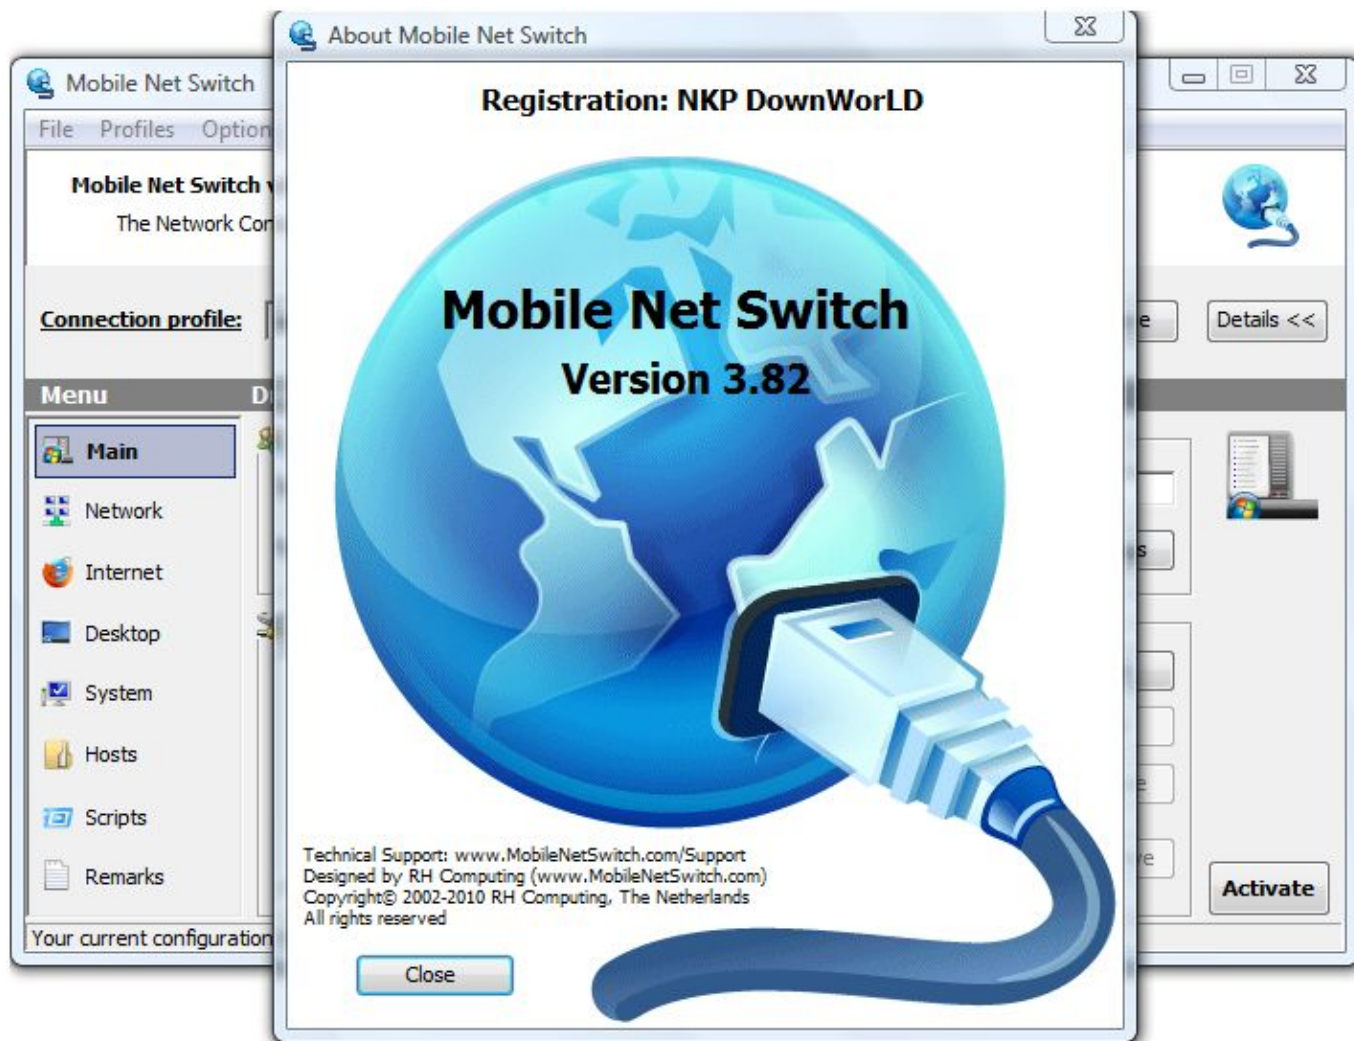 About Mobile Net Switch
Registration: NKP DownWorLD
Mobile Net Switch
Version 3.82
Technical Support: www.MobileNetSwitch.com/Support
Designed by RH Computing (www.MobileNetSwitch.com)
Copyright© 2002-2010 RH Computing, The Netherlands
All rights reserved
Close
Mobile Net Switch
File Profiles Option
Mobile Net Switch v
The Network Con
Connection profile:
Details <<
Menu
Main
Network
Internet
Desktop
System
Hosts
Scripts
Remarks
Activate
Your current configuration